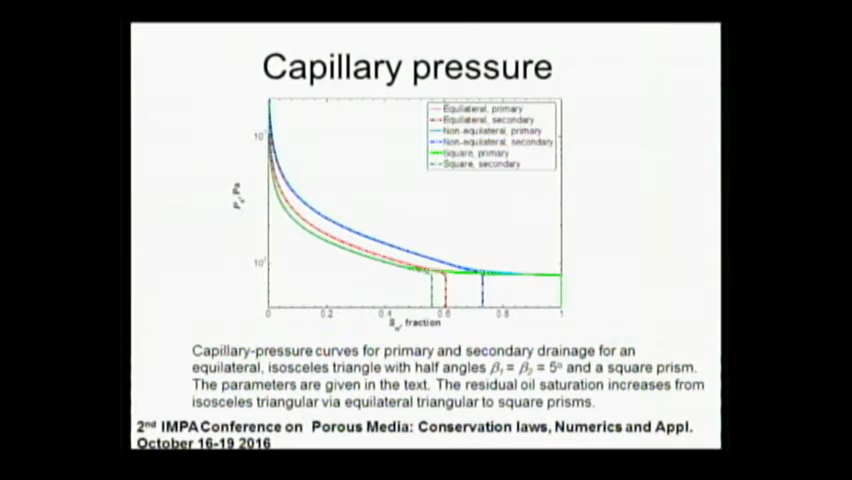 Capillary pressure
Equilateral, primary
Equilateral, secondary
Non-equilateral, primary
Non-equilateral, secondary
Square, primary
Square, secondary
0 0.2 0.4 0.6 0.8 1
Sw, fraction
Capillary-pressure curves for primary and secondary drainage for an
equilateral, isosceles triangle with half angles β1 = β2 = 5º and a square prism.
The parameters are given in the text. The residual oil saturation increases from
isosceles triangular via equilateral triangular to square prisms.
2nd IMPA Conference on Porous Media: Conservation laws, Numerics and Appl.
October 16-19 2016